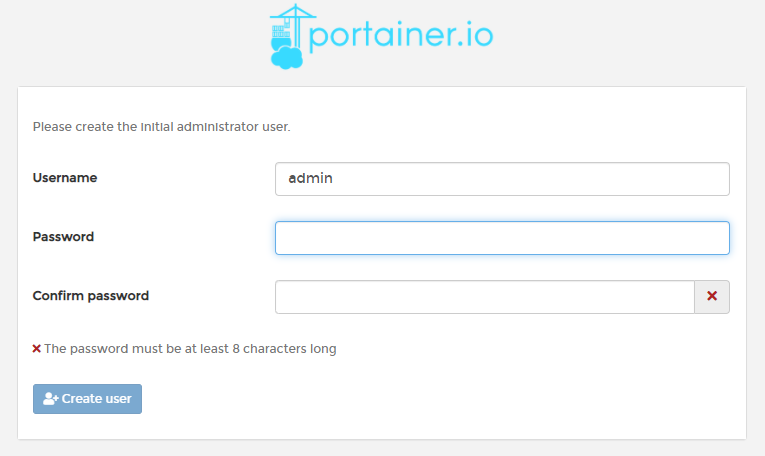 portainer.io
Please create the initial administrator user.
Username
admin
Password
Confirm password
The password must be at least 8 characters long
Create user